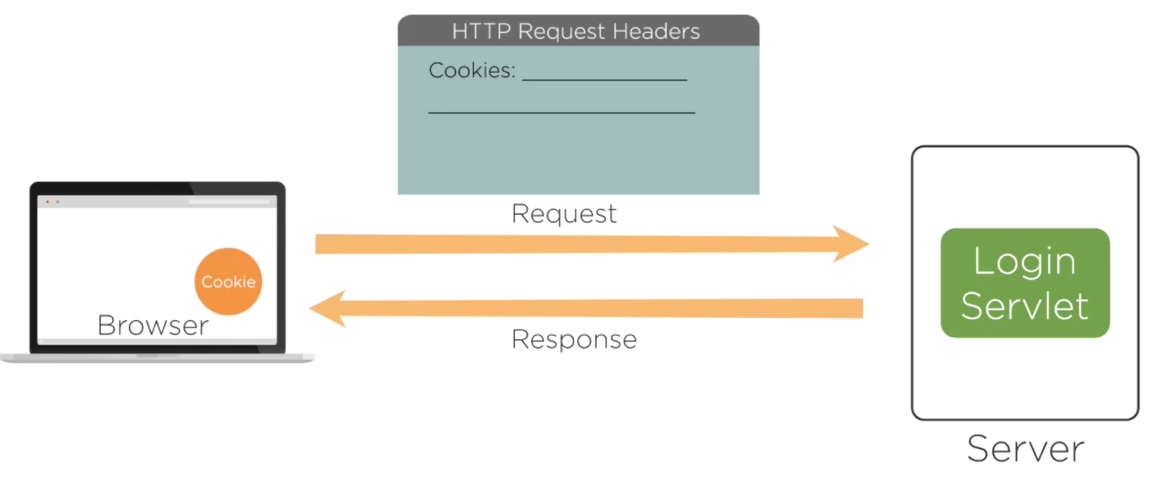 HTTP Request Headers
Cookies:
Request
Cookie
Browser
Response
Login
Servlet
Server